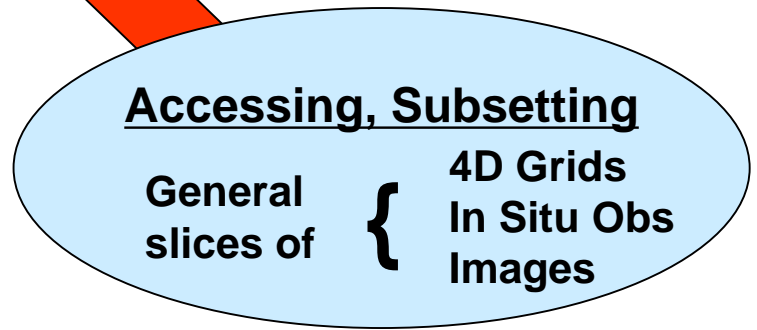 Accessing, Subsetting
General
slices of
{
4D Grids
In Situ Obs
Images